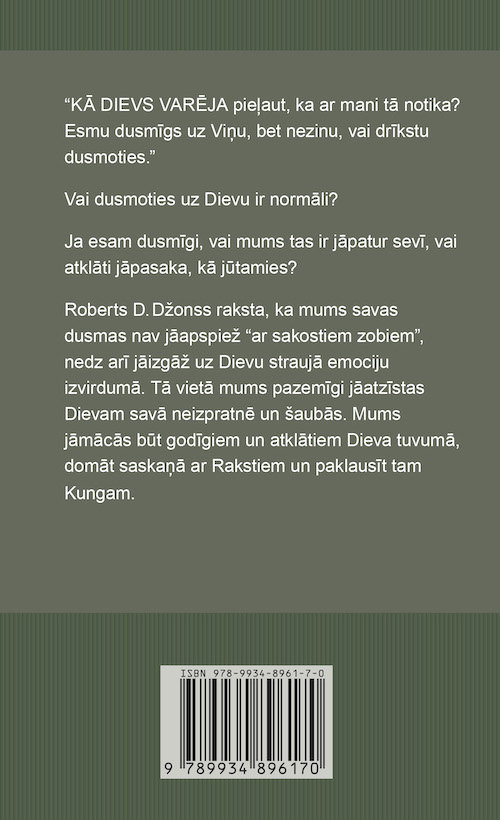 “KĀ DIEVS VARĒJA pieļaut, ka ar mani tā notika?
Esmu dusmīgs uz Viņu, bet nezinu, vai drīkstu
dusmoties.”
Vai dusmoties uz Dievu ir normāli?
Ja esam dusmīgi, vai mums tas ir jāpatur sevī, vai
atklāti jāpasaka, kā jūtamies?
Roberts D. Džonss raksta, ka mums savas
dusmas nav jāapspiež “ar sakostiem zobiem”,
nedz arī jāizgāž uz Dievu straujā emociju
izvirdumā. Tā vietā mums pazemīgi jāatzīstas
Dievam savā neizpratnē un šaubās. Mums
jāmācās būt godīgiem un atklātiem Dieva tuvumā,
domāt saskaņā ar Rakstiem un paklausīt tam
Kungam.
ISBN 978-9934-8961-7-0
9 789934 896170